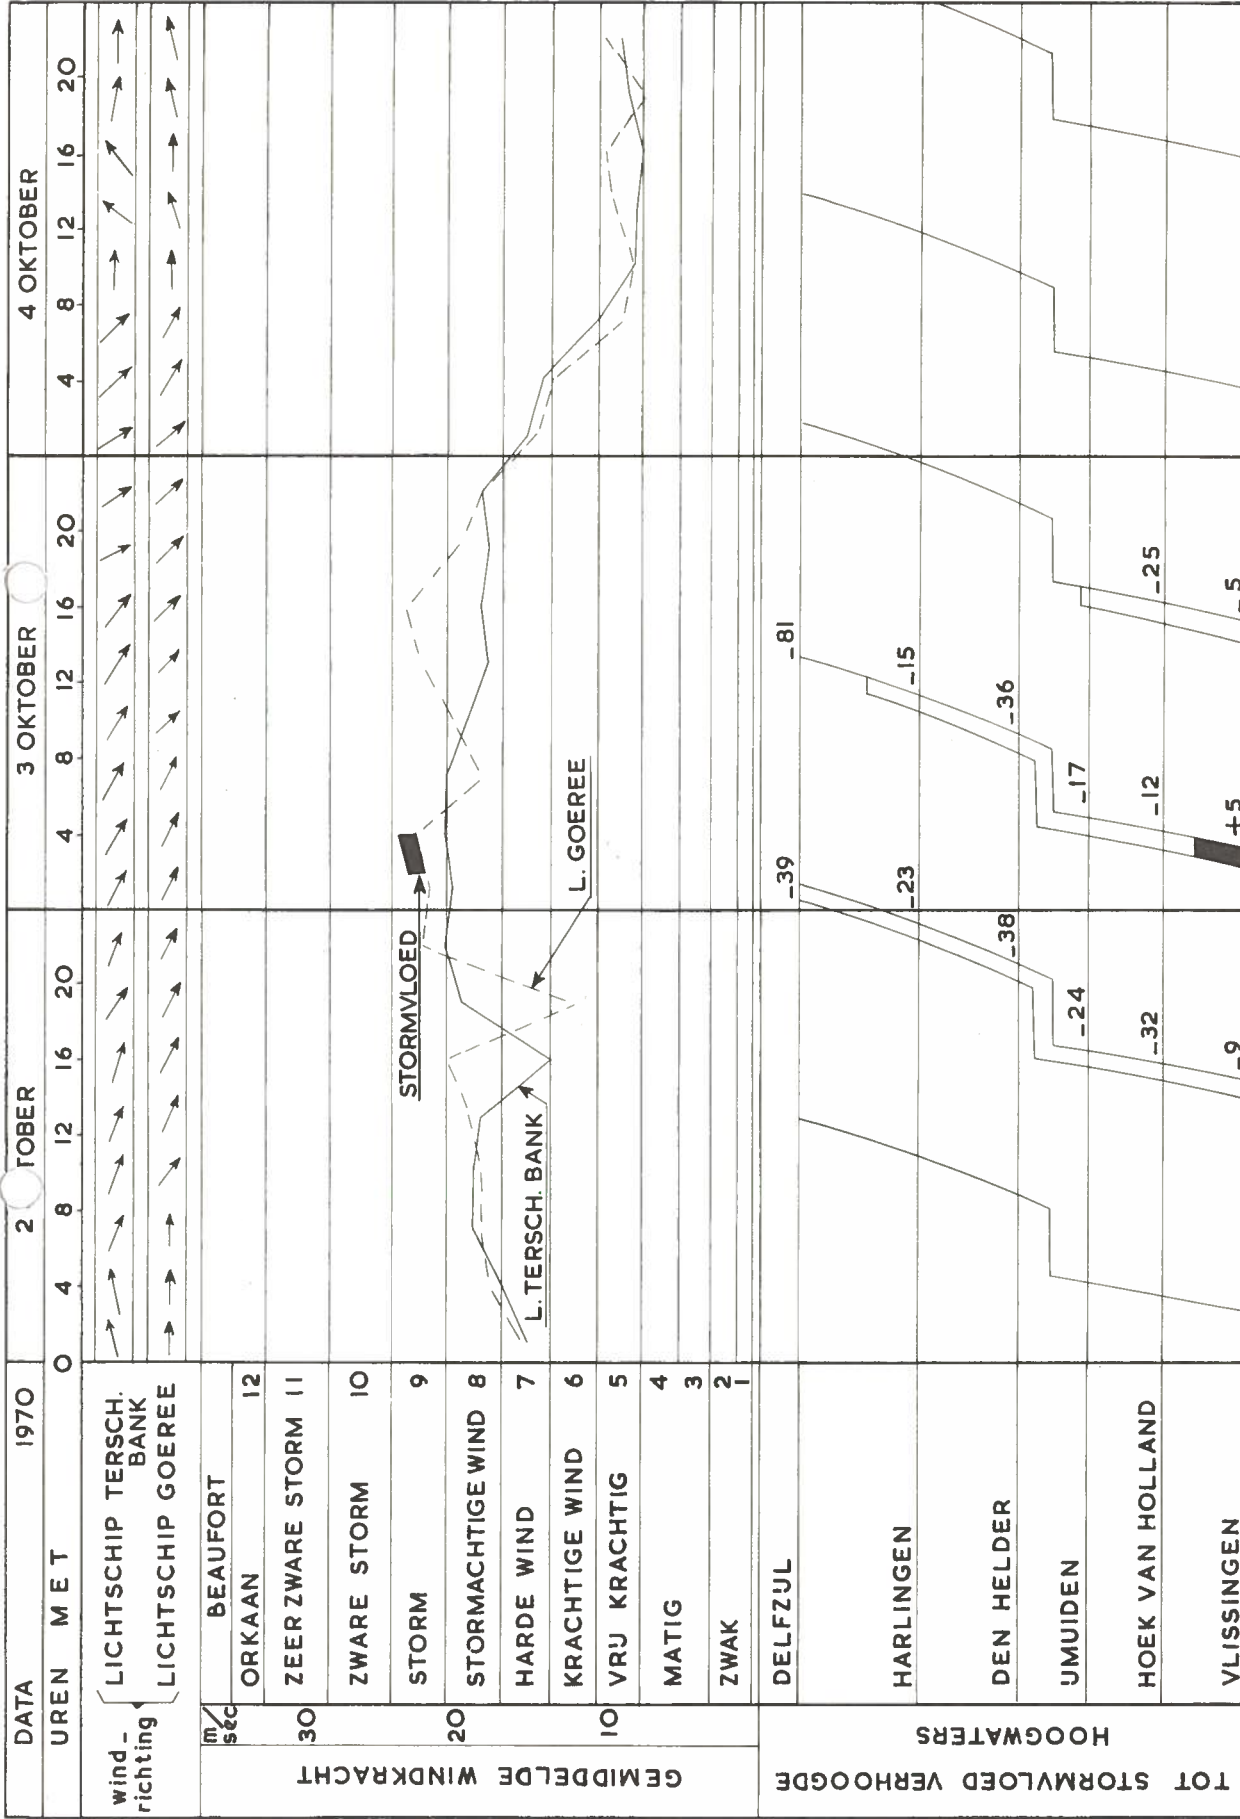 DATA 1970
2 TOBER
3 OKTOBER
4 OKTOBER
UREN MET
0 4 8 12 16 20 4 8 12 16 20 4 8 12 16 20
wind-
richting
LICHTSCHIP TERSCH.
BANK
LICHTSCHIP GOEREE
m/
sec
BEAUFORT
ORKAAN 12
30
ZEER ZWARE STORM 11
ZWARE STORM 10
STORM 9
20
STORMACHTIGE WIND 8
HARDE WIND 7
KRACHTIGE WIND 6
10
VRIJ KRACHTIG 5
MATIG 4
3
ZWAK 2
1
GEMIDDELDE WINDKRACHT
STORMVLOED
L. GOEREE
L. TERSCH. BANK
TOT STORMVLOED VERHOOGDE
HOOGWATERS
DELFZIJL -39 -81
HARLINGEN -23 -15
DEN HELDER -38 -36
IJMUIDEN -24 -17
HOEK VAN HOLLAND -32 -12 -25
VLISSINGEN -9 +5 -5